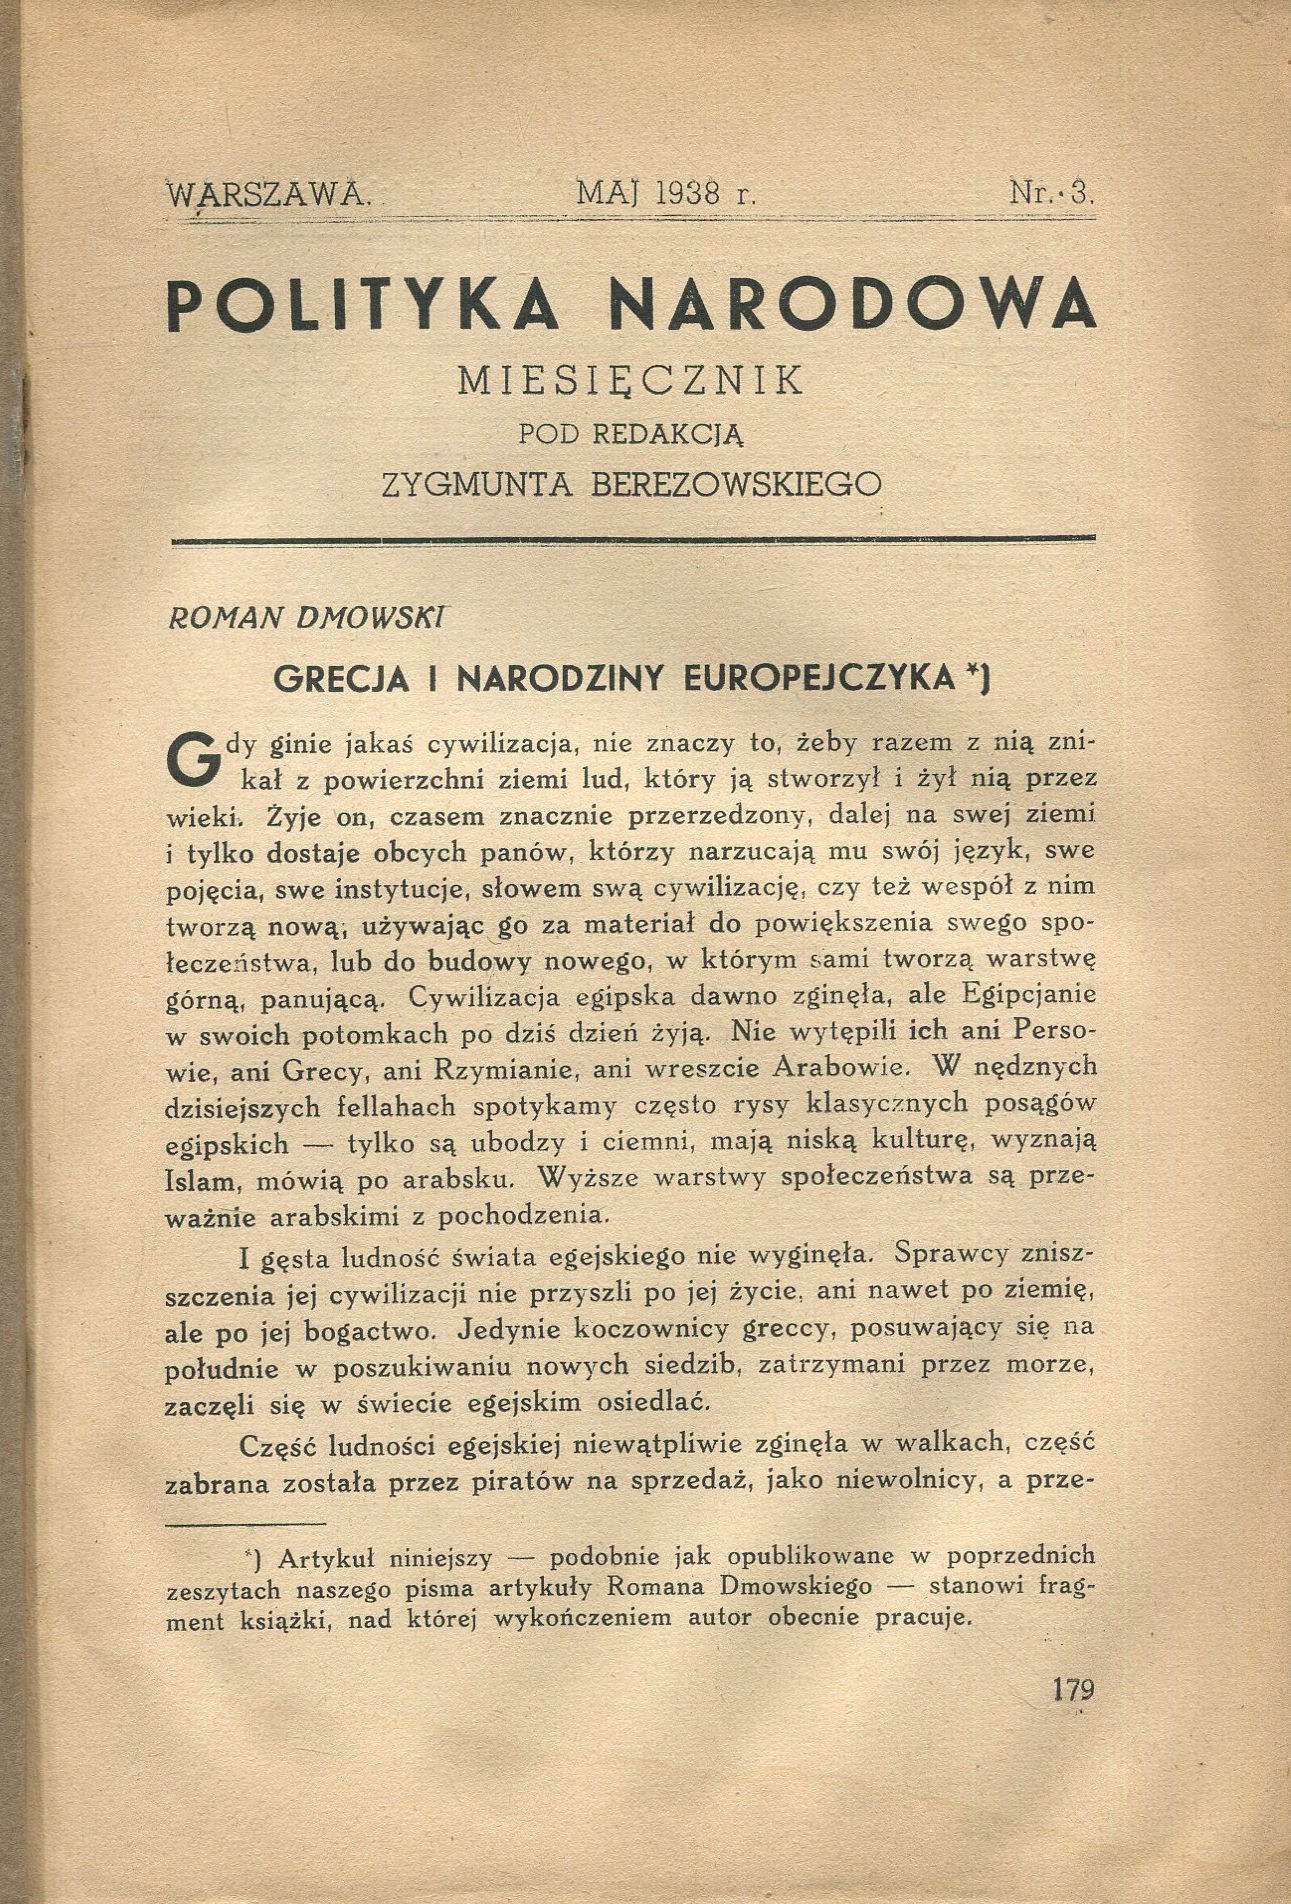 WARSZAWA. MAJ 1938 r. Nr. 3.
POLITYKA NARODOWA
MIESIĘCZNIK
POD REDAKCJĄ
ZYGMUNTA BEREZOWSKIEGO
ROMAN DMOWSKI
GRECJA I NARODZINY EUROPEJCZYKA *)
Gdy ginie jakaś cywilizacja, nie znaczy to, żeby razem z nią zni-
kał z powierzchni ziemi lud, który ją stworzył i żył nią przez
wieki. Żyje on, czasem znacznie przerzedzony, dalej na swej ziemi
i tylko dostaje obcych panów, którzy narzucają mu swój język, swe
pojęcia, swe instytucje, słowem swą cywilizację, czy też wespół z nim
tworzą nową, używając go za materiał do powiększenia swego spo-
łeczeństwa, lub do budowy nowego, w którym sami tworzą warstwę
górną, panującą. Cywilizacja egipska dawno zginęła, ale Egipcjanie
w swoich potomkach po dziś dzień żyją. Nie wytępili ich ani Perso-
wie, ani Grecy, ani Rzymianie, ani wreszcie Arabowie. W nędznych
dzisiejszych fellahach spotykamy często rysy klasycznych posągów
egipskich — tylko są ubodzy i ciemni, mają niską kulturę, wyznają
Islam, mówią po arabsku. Wyższe warstwy społeczeństwa są prze-
ważnie arabskimi z pochodzenia.
I gęsta ludność świata egejskiego nie wyginęła. Sprawcy znisz-
szczenia jej cywilizacji nie przyszli po jej życie, ani nawet po ziemię,
ale po jej bogactwo. Jedynie koczownicy greccy, posuwający się na
południe w poszukiwaniu nowych siedzib, zatrzymani przez morze,
zaczęli się w świecie egejskim osiedlać.
Część ludności egejskiej niewątpliwie zginęła w walkach, część
zabrana została przez piratów na sprzedaż, jako niewolnicy, a prze-
*) Artykuł niniejszy — podobnie jak opublikowane w poprzednich
zeszytach naszego pisma artykuły Romana Dmowskiego — stanowi frag-
ment książki, nad której wykończeniem autor obecnie pracuje.
179